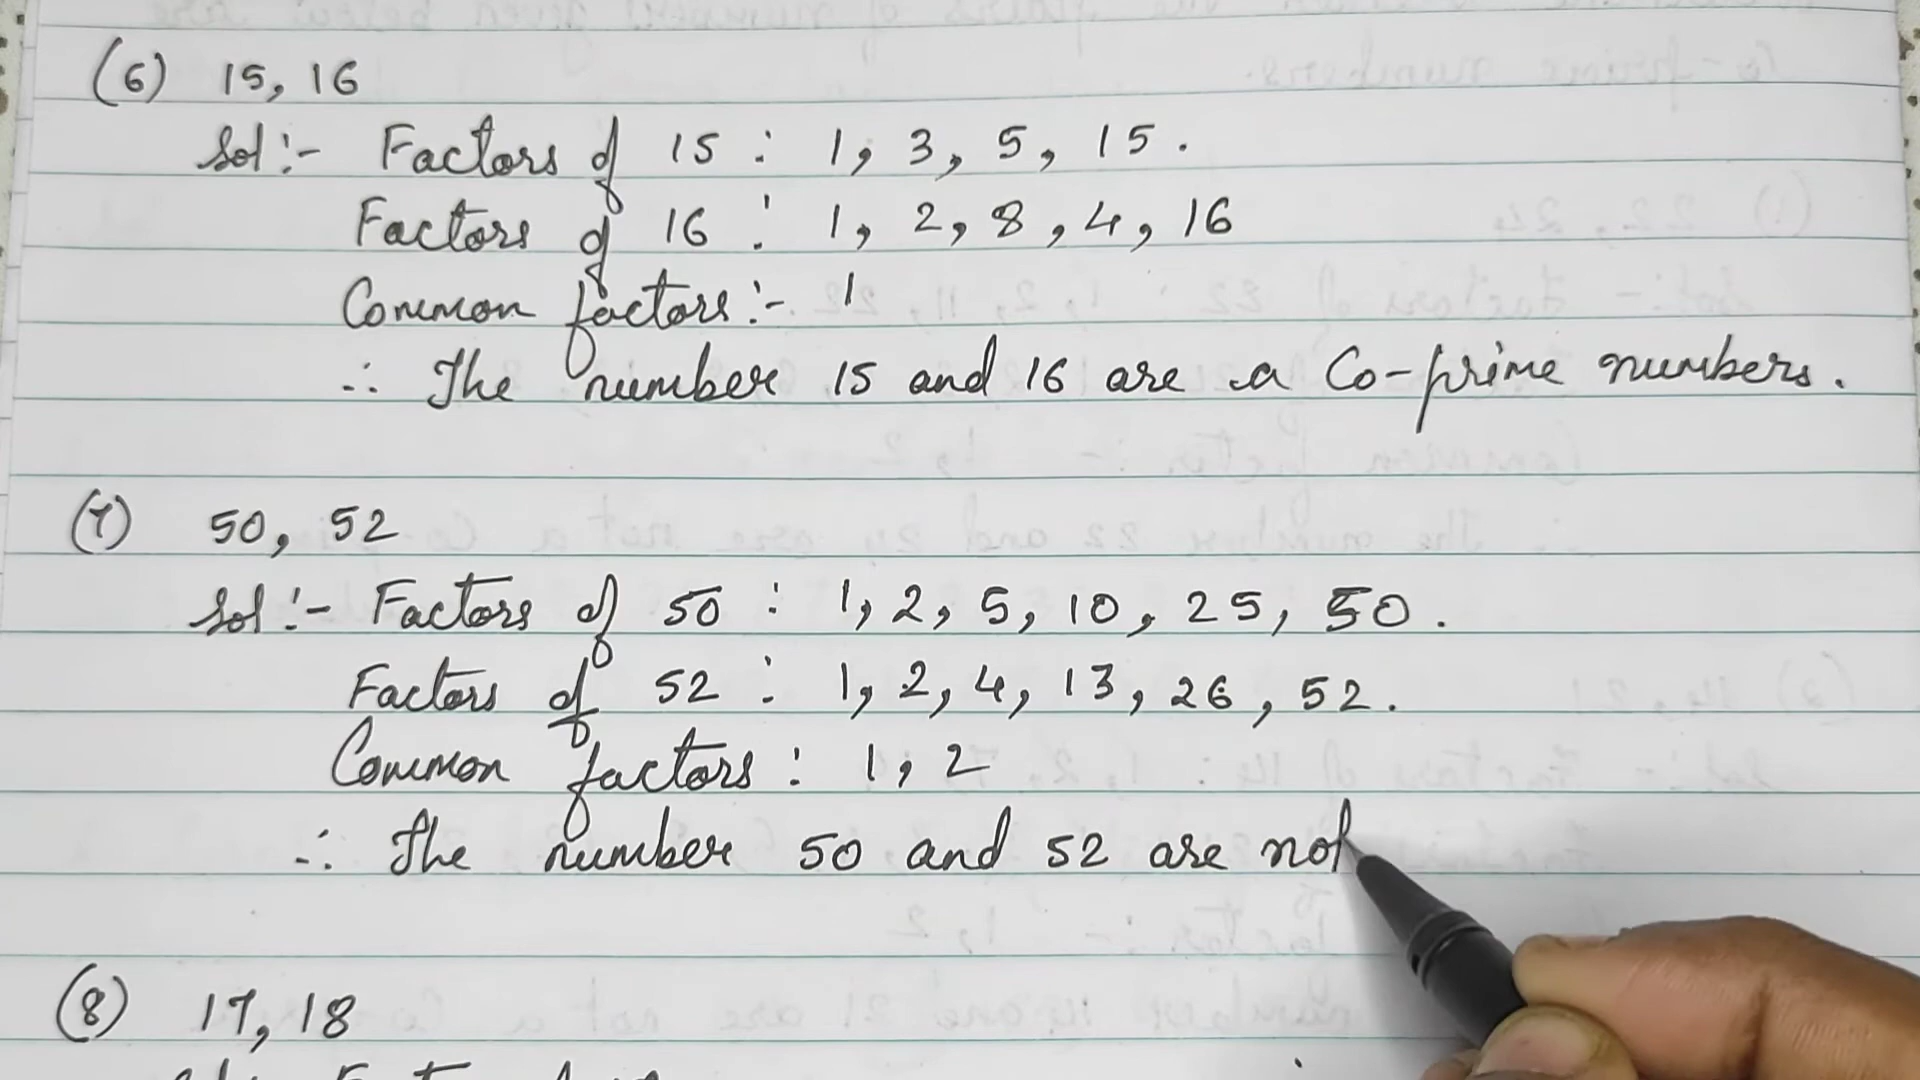 (6) 15, 16
Sol :- Factors of 15 : 1, 3, 5, 15.
Factors of 16 : 1, 2, 8, 4, 16
Common factors :- 1
∴ The number 15 and 16 are a Co-prime numbers.
(7) 50, 52
Sol :- Factors of 50 : 1, 2, 5, 10, 25, 50.
Factors of 52 : 1, 2, 4, 13, 26, 52.
Common factors : 1, 2
∴ The number 50 and 52 are not
(8) 17, 18